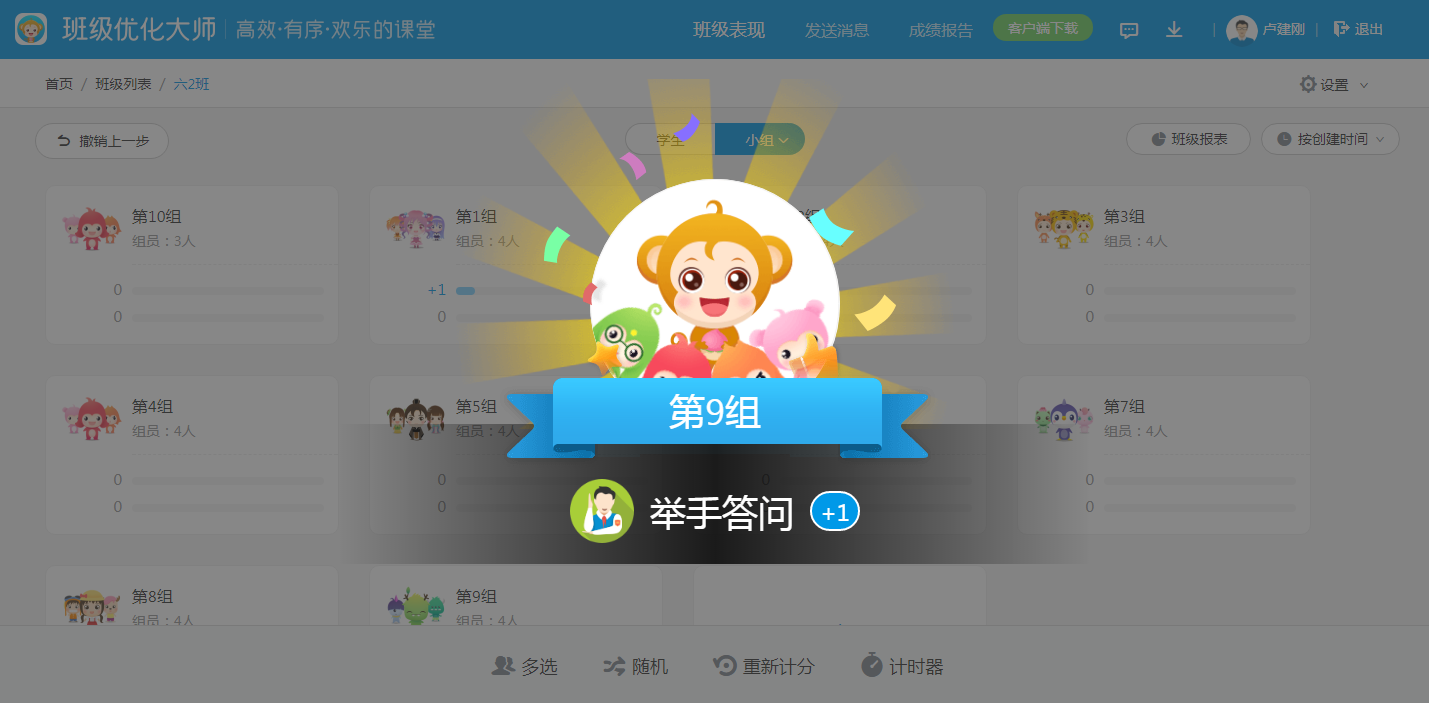 班级优化大师 | 高效·有序·欢乐的课堂
班级表现 发送消息 成绩报告 客户端下载 | 卢建刚 | 退出
首页 / 班级列表 / 六2班
设置
撤销上一步
学生 小组
班级报表 按创建时间
第10组
组员：3人
0
0
第1组
组员：4人
+1
0
第3组
组员：4人
0
0
第4组
组员：4人
0
0
第5组
组员：4人
0
0
0
第7组
组员：4人
0
0
第9组
举手答问 +1
第8组
组员：4人
第9组
组员：4人
多选 随机 重新计分 计时器